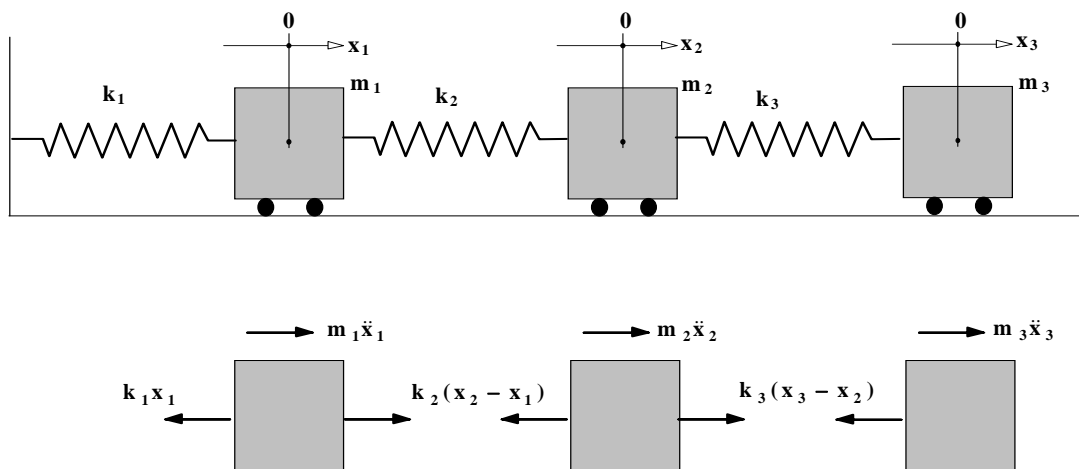 0 0 0
x₁ x₂ x₃
k₁ m₁ k₂ m₂ k₃ m₃
m₁ẍ₁ m₂ẍ₂ m₃ẍ₃
k₁x₁ k₂(x₂ − x₁) k₃(x₃ − x₂)